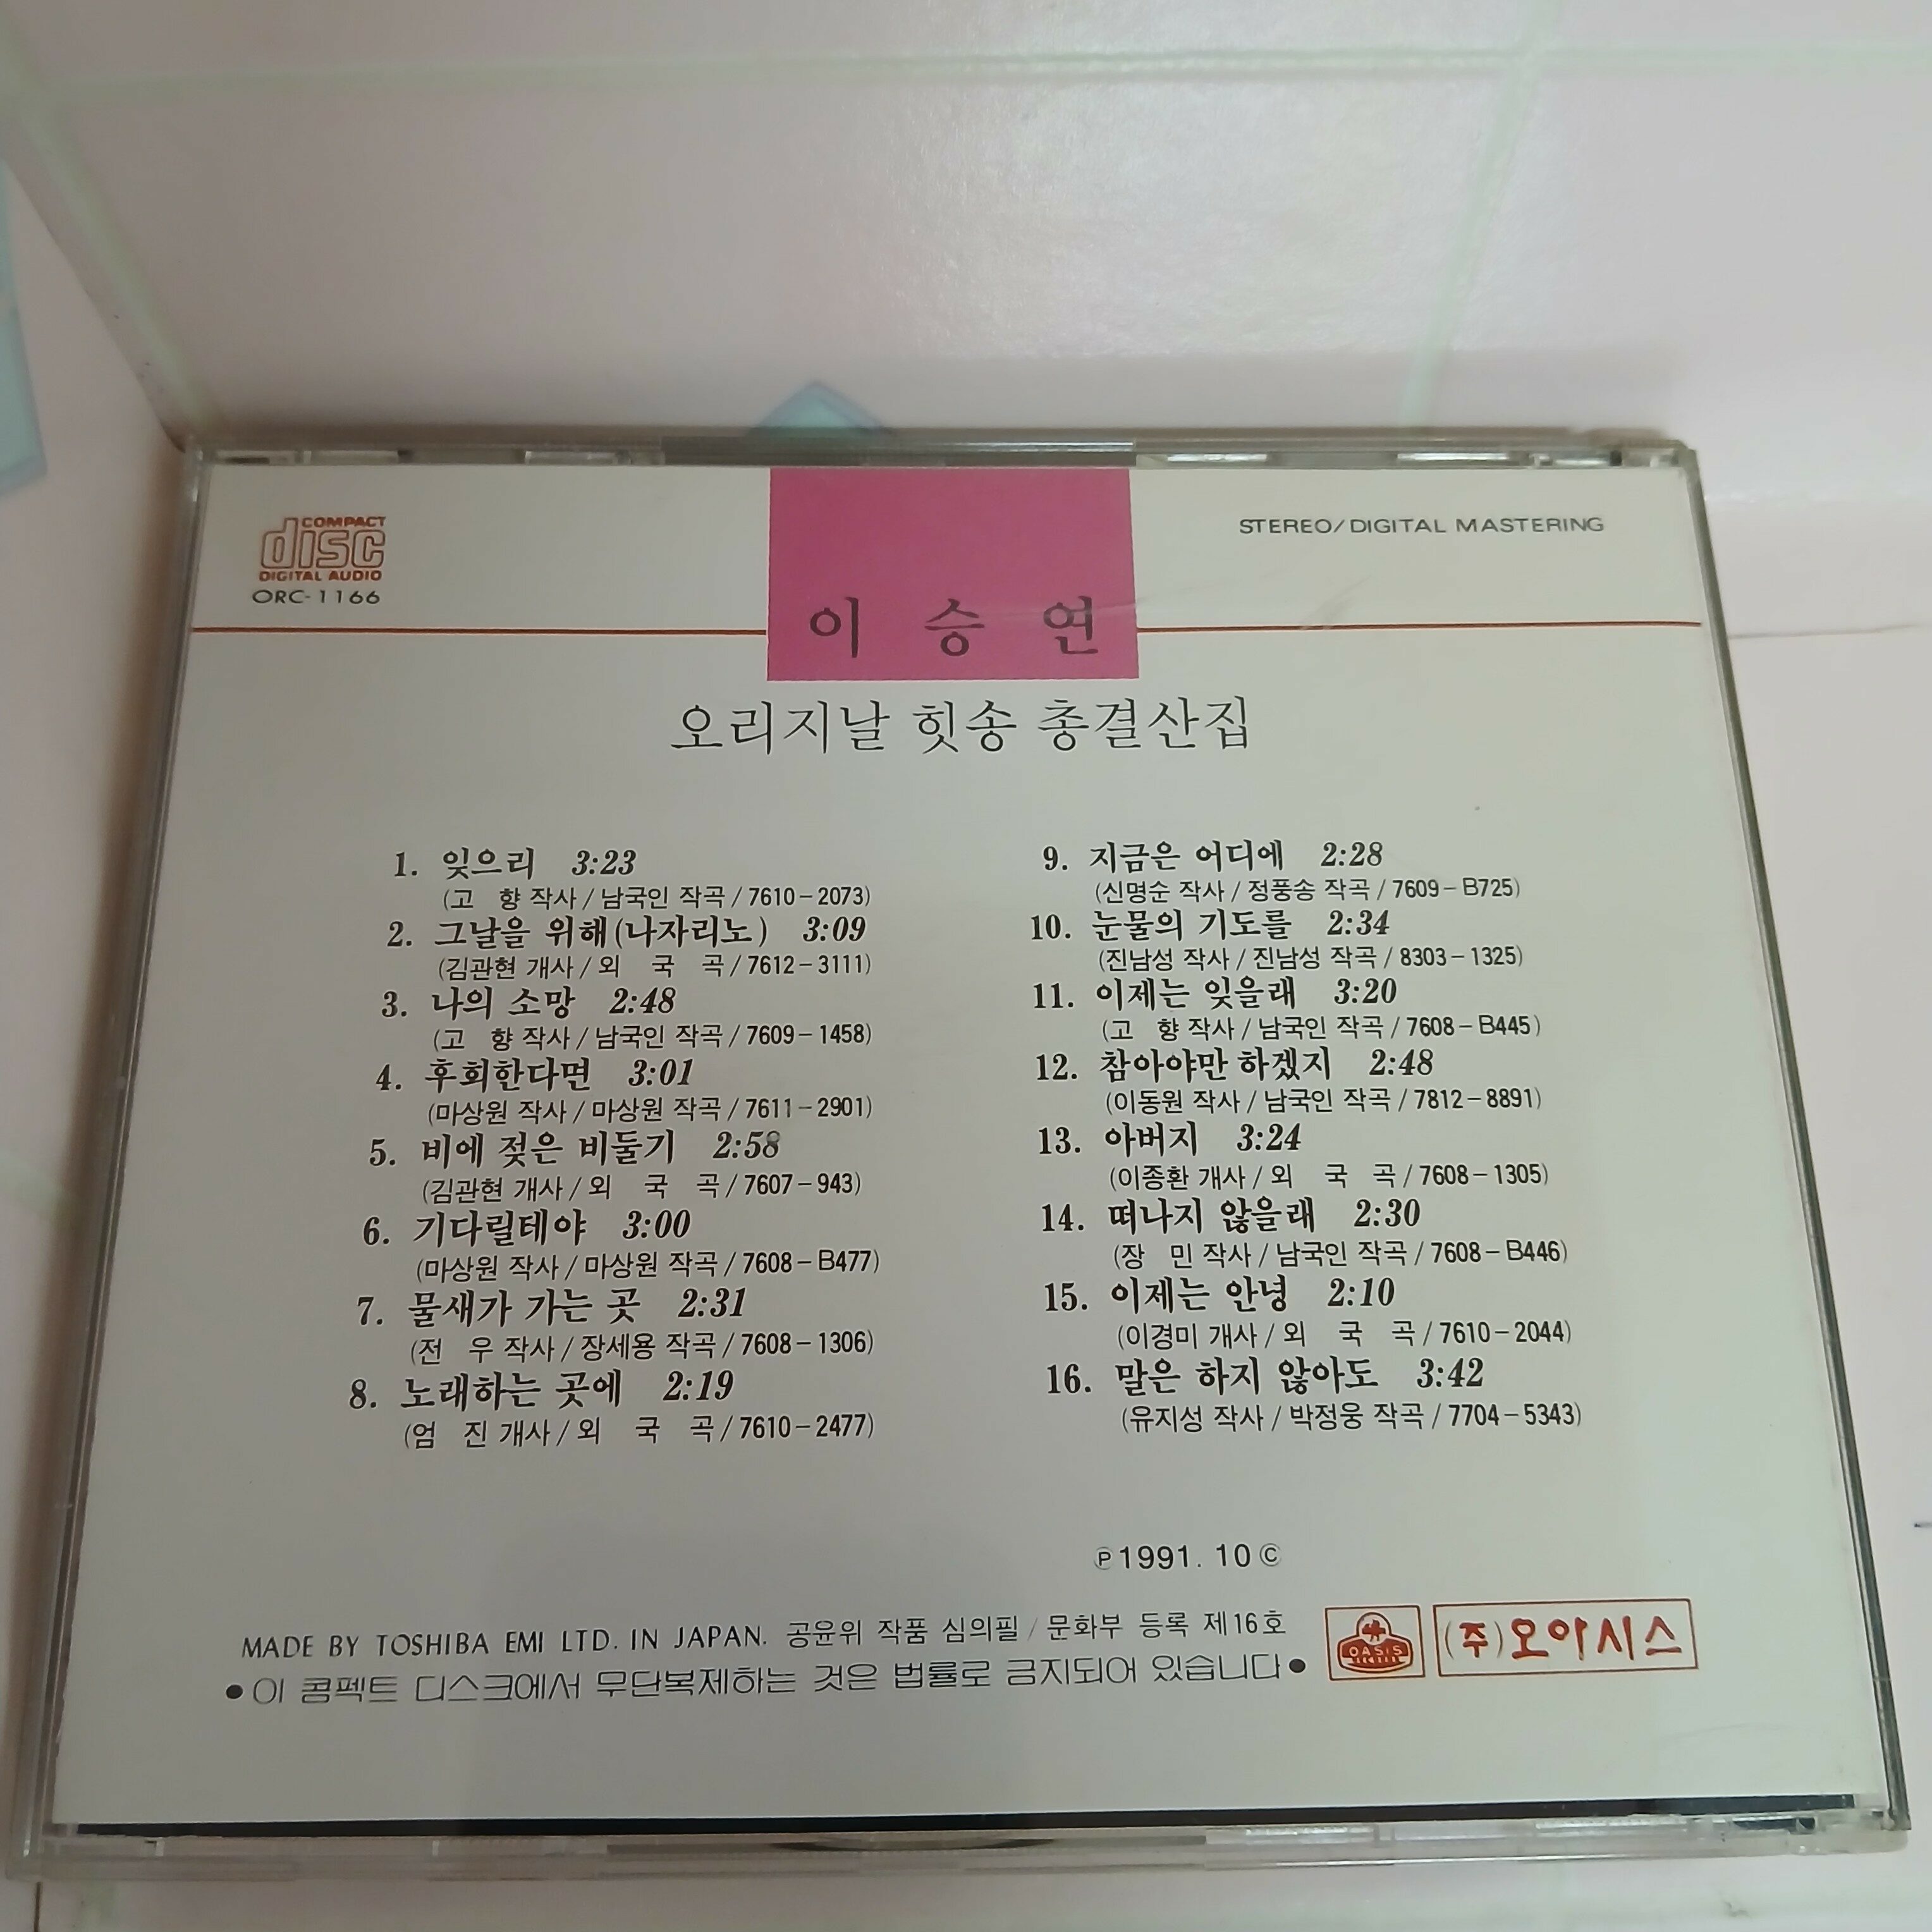 COMPACT
disc
DIGITAL AUDIO
ORC-1166
STEREO/DIGITAL MASTERING
이 승 연
오리지날 힛송 총결산집
1. 잊으리 3:23
(고 향 작사/남국인 작곡/7610-2073)
2. 그날을 위해(나자리노) 3:09
(김관현 개사/외 국 곡/7612-3111)
3. 나의 소망 2:48
(고 향 작사/남국인 작곡/7609-1458)
4. 후회한다면 3:01
(마상원 작사/마상원 작곡/7611-2901)
5. 비에 젖은 비둘기 2:58
(김관현 개사/외 국 곡/7607-943)
6. 기다릴테야 3:00
(마상원 작사/마상원 작곡/7608-B477)
7. 물새가 가는 곳 2:31
(전 우 작사/장세용 작곡/7608-1306)
8. 노래하는 곳에 2:19
(엄 진 개사/외 국 곡/7610-2477)
9. 지금은 어디에 2:28
(신명순 작사/정풍송 작곡/7609-B725)
10. 눈물의 기도를 2:34
(진남성 작사/진남성 작곡/8303-1325)
11. 이제는 잊을래 3:20
(고 향 작사/남국인 작곡/7608-B445)
12. 참아야만 하겠지 2:48
(이동원 작사/남국인 작곡/7812-8891)
13. 아버지 3:24
(이종환 개사/외 국 곡/7608-1305)
14. 떠나지 않을래 2:30
(장 민 작사/남국인 작곡/7608-B446)
15. 이제는 안녕 2:10
(이경미 개사/외 국 곡/7610-2044)
16. 말은 하지 않아도 3:42
(유지성 작사/박정웅 작곡/7704-5343)
Ⓟ1991. 10Ⓒ
MADE BY TOSHIBA EMI LTD. IN JAPAN. 공윤위 작품 심의필/문화부 등록 제16호
●이 콤펙트 디스크에서 무단복제하는 것은 법률로 금지되어 있습니다●
OASIS
(주)오아시스